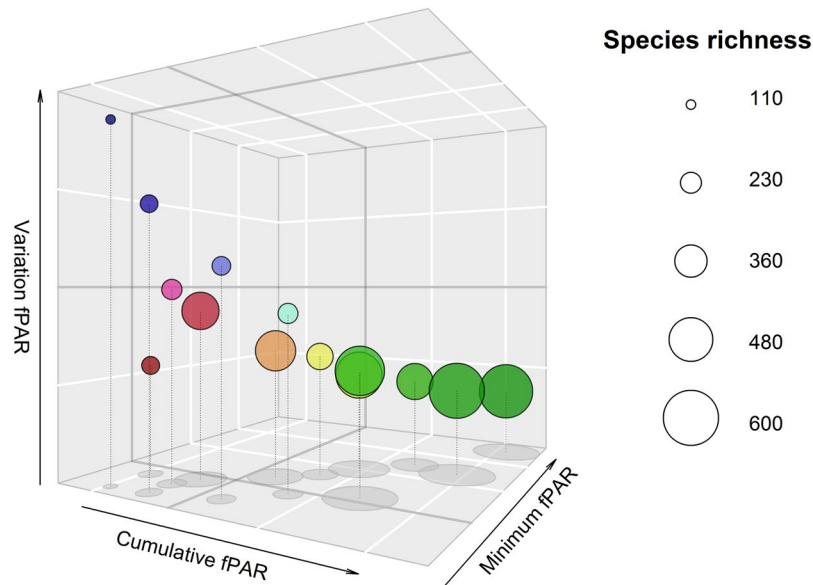 Species richness
110
230
360
480
600
Variation fPAR
Cumulative fPAR
Minimum fPAR